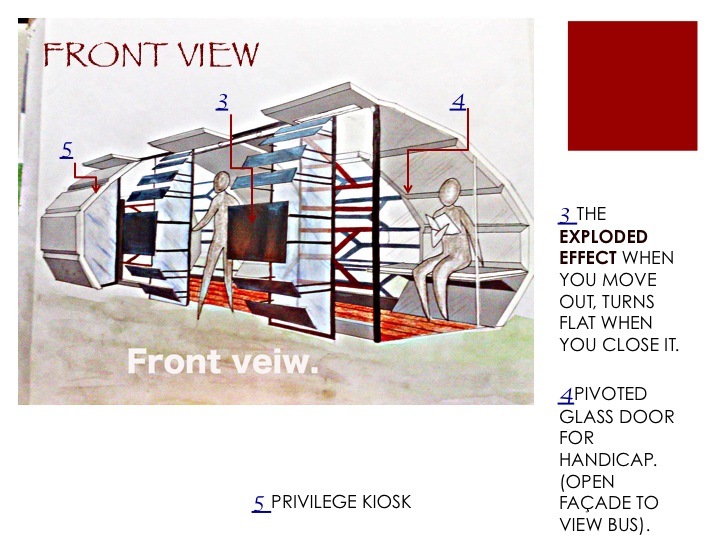 FRONT VIEW
3
4
5
Front veiw.
3 THE
EXPLODED
EFFECT WHEN
YOU MOVE
OUT, TURNS
FLAT WHEN
YOU CLOSE IT.
4PIVOTED
GLASS DOOR
FOR
HANDICAP.
(OPEN
FAÇADE TO
VIEW BUS).
5 PRIVILEGE KIOSK